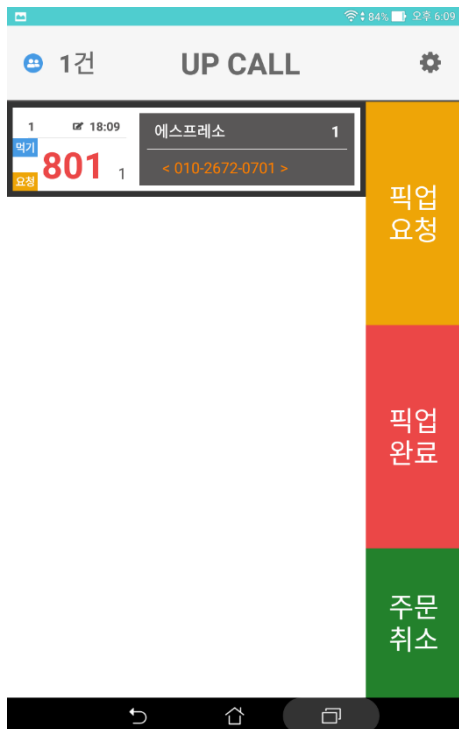 84% 오후 6:09
1건 UP CALL
1 18:09
먹기
요청
801 1
에스프레소 1
< 010-2672-0701 >
픽업
요청
픽업
완료
주문
취소